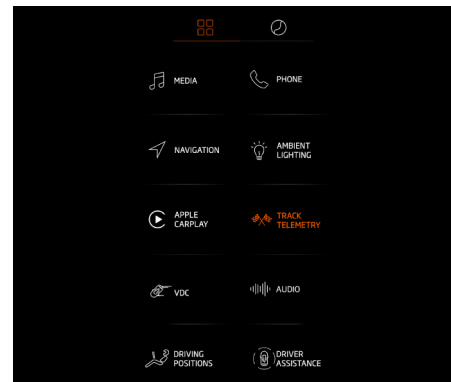 MEDIA
PHONE
NAVIGATION
AMBIENT
LIGHTING
APPLE
CARPLAY
TRACK
TELEMETRY
VDC
AUDIO
DRIVING
POSITIONS
DRIVER
ASSISTANCE